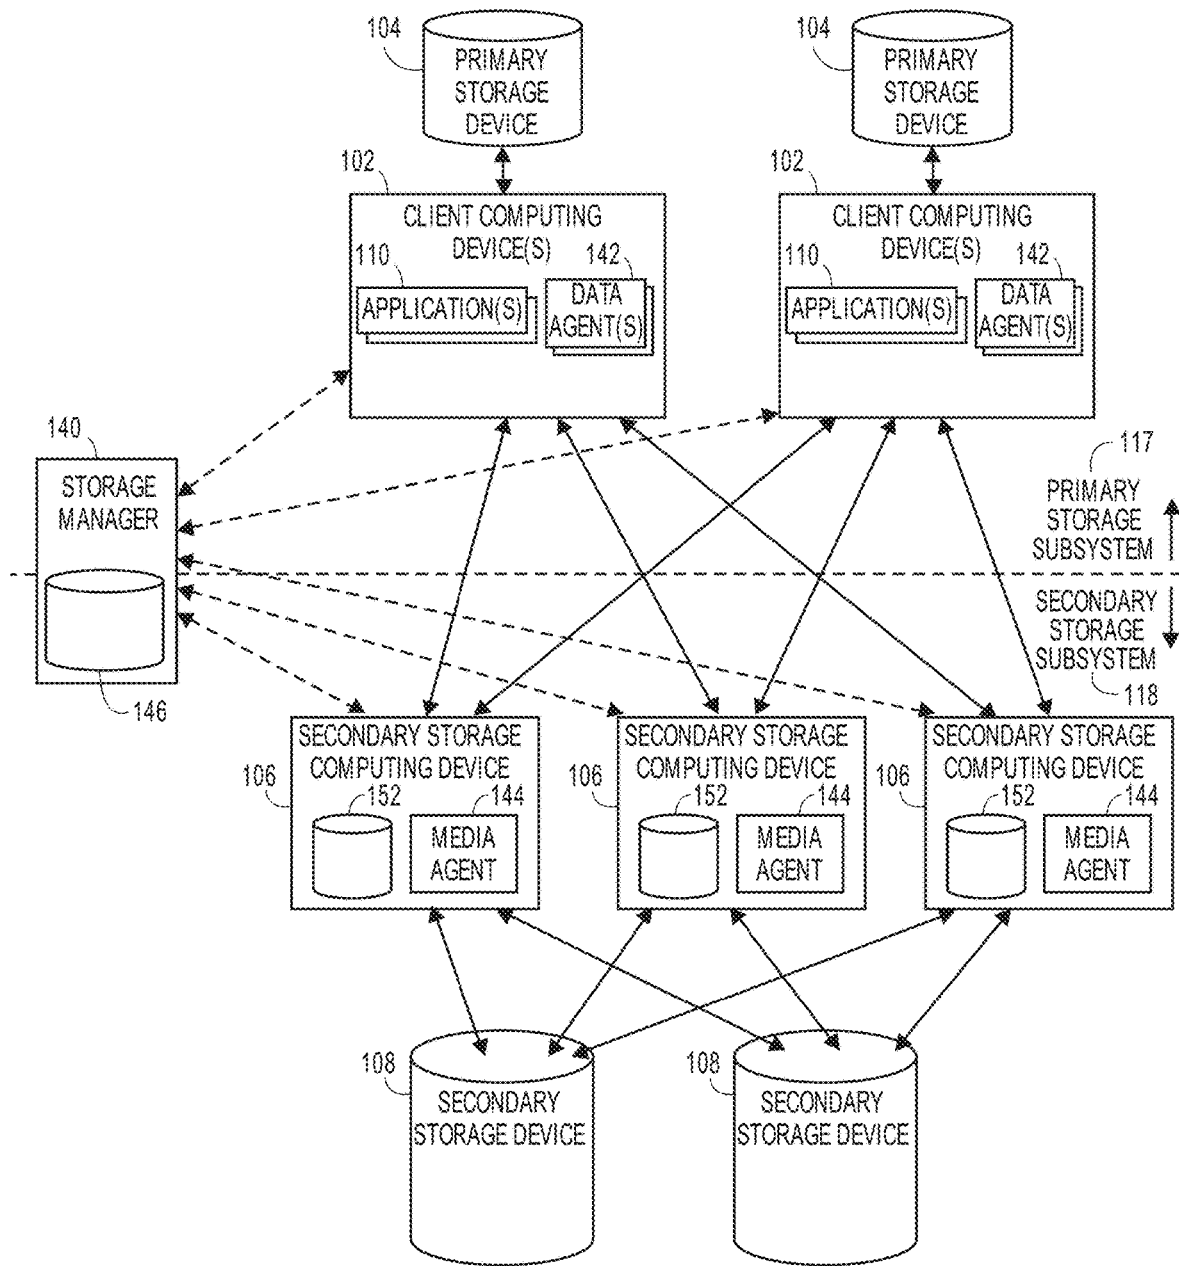 104
PRIMARY
STORAGE
DEVICE
104
PRIMARY
STORAGE
DEVICE
102
CLIENT COMPUTING
DEVICE(S)
110
142
APPLICATION(S)
DATA
AGENT(S)
102
CLIENT COMPUTING
DEVICE(S)
110
142
APPLICATION(S)
DATA
AGENT(S)
140
STORAGE
MANAGER
146
117
PRIMARY
STORAGE
SUBSYSTEM
SECONDARY
STORAGE
SUBSYSTEM
118
SECONDARY STORAGE
COMPUTING DEVICE
106
152
144
MEDIA
AGENT
SECONDARY STORAGE
COMPUTING DEVICE
106
152
144
MEDIA
AGENT
SECONDARY STORAGE
COMPUTING DEVICE
106
152
144
MEDIA
AGENT
108
SECONDARY
STORAGE DEVICE
108
SECONDARY
STORAGE DEVICE